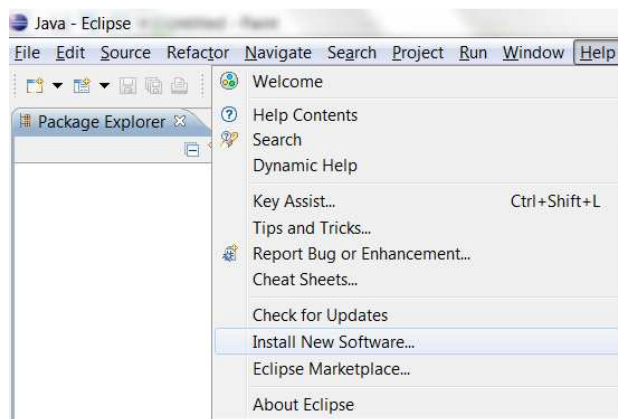 Java - Eclipse
File Edit Source Refactor Navigate Search Project Run Window Help
Package Explorer
Welcome
Help Contents
Search
Dynamic Help
Key Assist... Ctrl+Shift+L
Tips and Tricks...
Report Bug or Enhancement...
Cheat Sheets...
Check for Updates
Install New Software...
Eclipse Marketplace...
About Eclipse